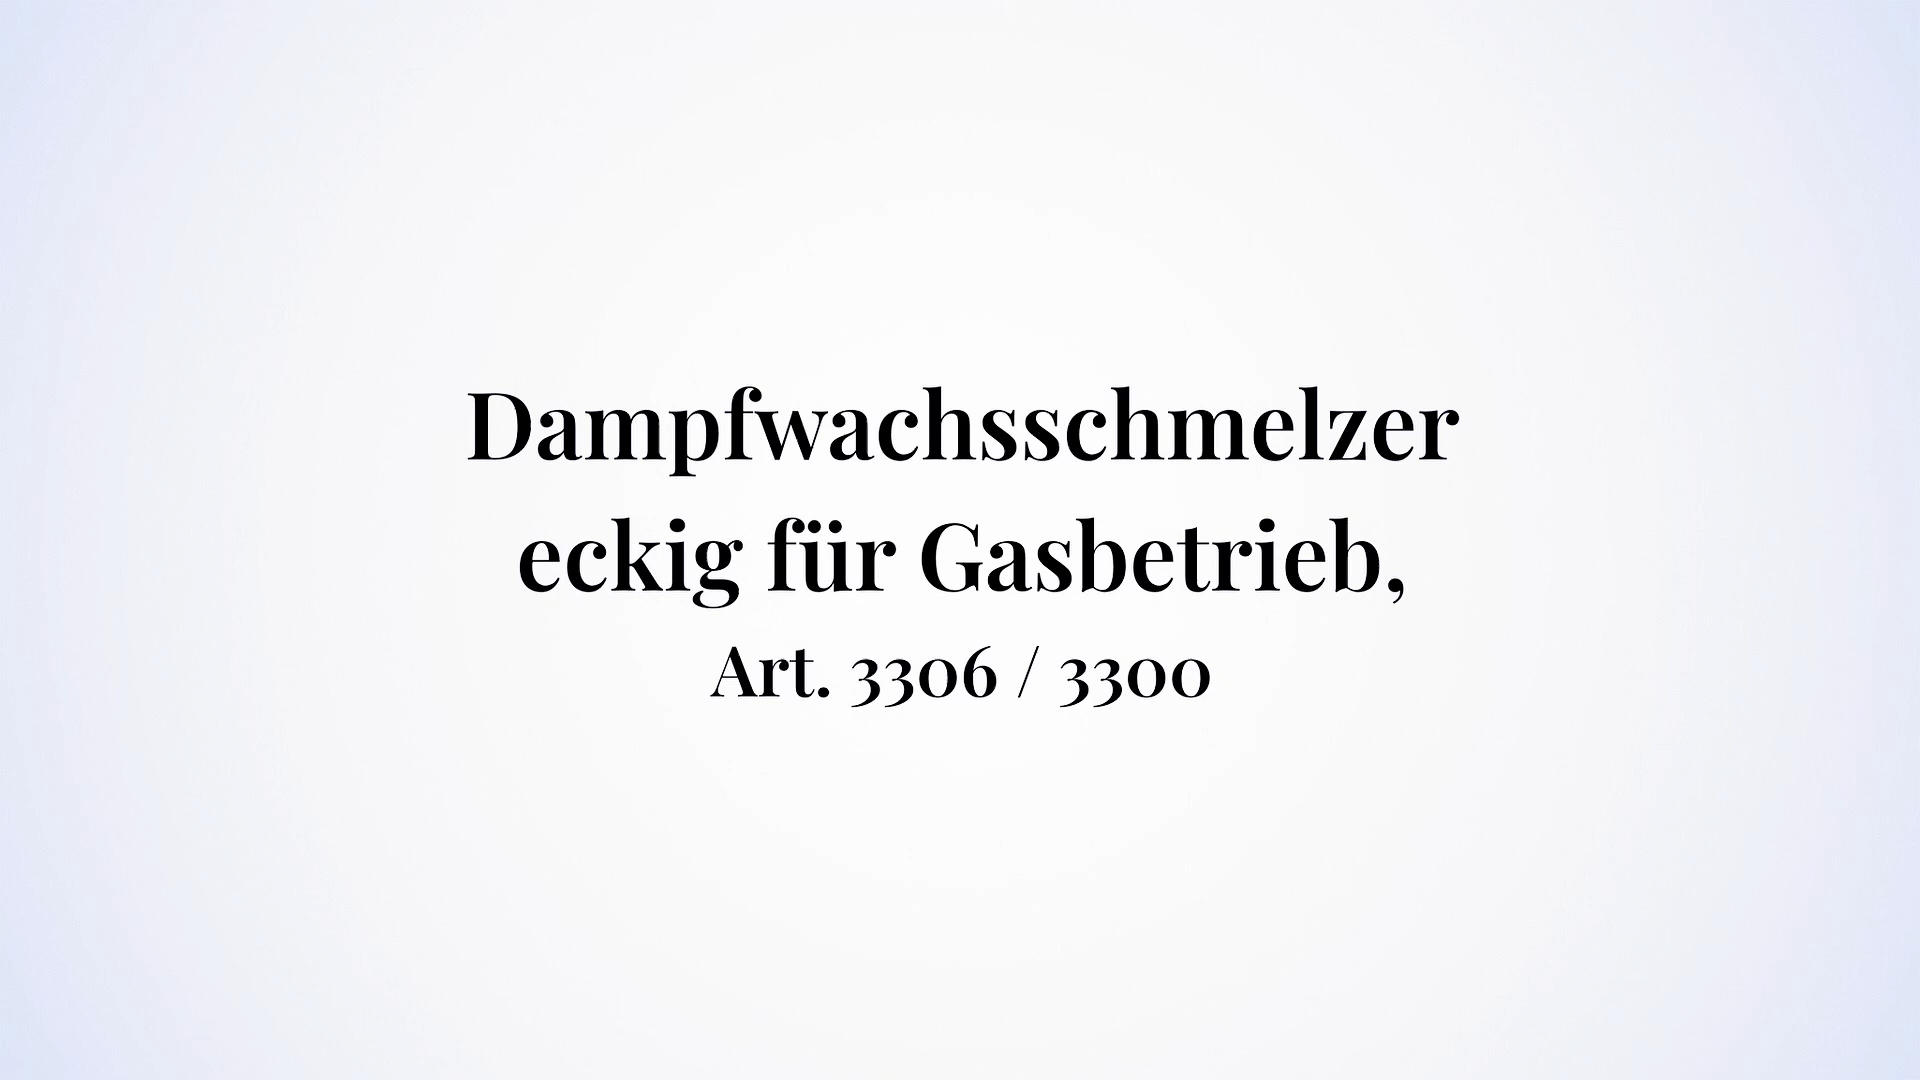 Dampfwachsschmelzer
eckig für Gasbetrieb,
Art. 3306 / 3300